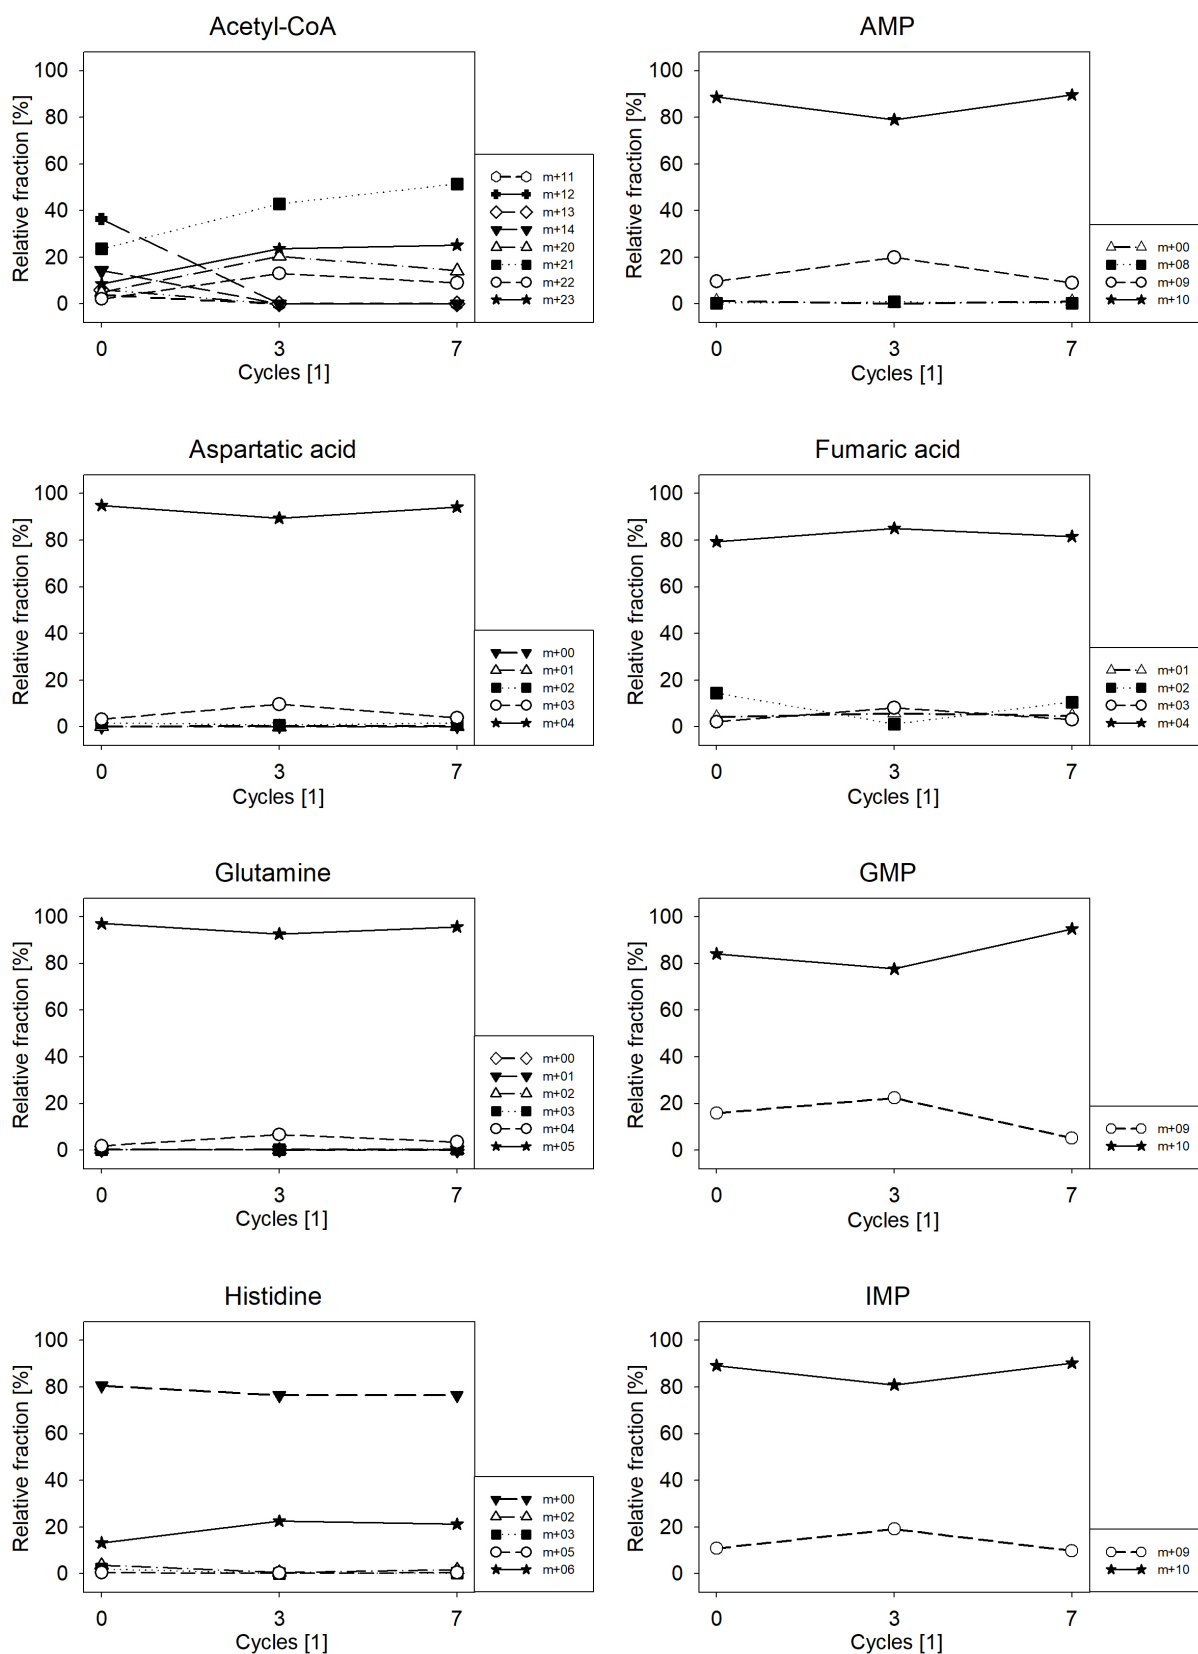 Acetyl-CoA
Relative fraction [%]
100
80
60
40
20
0
0 3 7
Cycles [1]
m+11
m+12
m+13
m+14
m+20
m+21
m+22
m+23
AMP
Relative fraction [%]
100
80
60
40
20
0
0 3 7
Cycles [1]
m+00
m+08
m+09
m+10
Aspartatic acid
Relative fraction [%]
100
80
60
40
20
0
0 3 7
Cycles [1]
m+00
m+01
m+02
m+03
m+04
Fumaric acid
Relative fraction [%]
100
80
60
40
20
0
0 3 7
Cycles [1]
m+01
m+02
m+03
m+04
Glutamine
Relative fraction [%]
100
80
60
40
20
0
0 3 7
Cycles [1]
m+00
m+01
m+02
m+03
m+04
m+05
GMP
Relative fraction [%]
100
80
60
40
20
0
0 3 7
Cycles [1]
m+09
m+10
Histidine
Relative fraction [%]
100
80
60
40
20
0
0 3 7
Cycles [1]
m+00
m+02
m+03
m+05
m+06
IMP
Relative fraction [%]
100
80
60
40
20
0
0 3 7
Cycles [1]
m+09
m+10